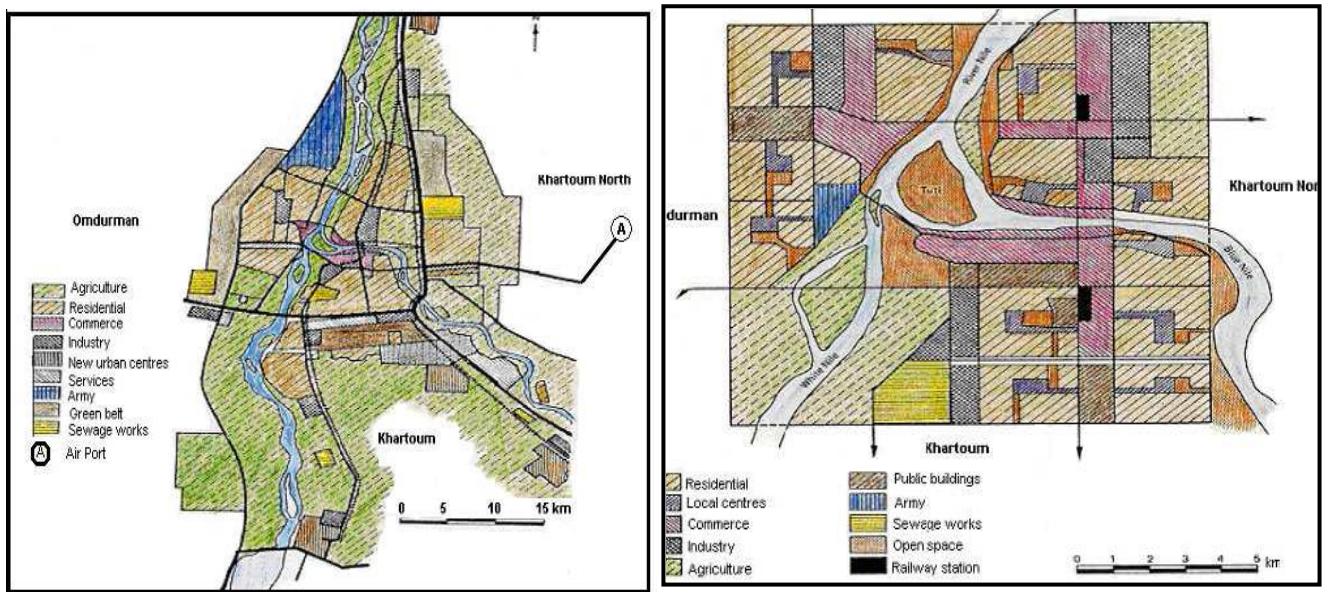 Khartoum North
Omdurman
A
Agriculture
Residential
Commerce
Industry
New urban centres
Services
Army
Green belt
Sewage works
A Air Port
Khartoum
0 5 10 15 km
River Nile
Tuti
Khartoum Nor
durman
Blue Nile
White Nile
Khartoum
Residential
Local centres
Commerce
Industry
Agriculture
Public buildings
Army
Sewage works
Open space
Railway station
0 1 2 3 4 5 km